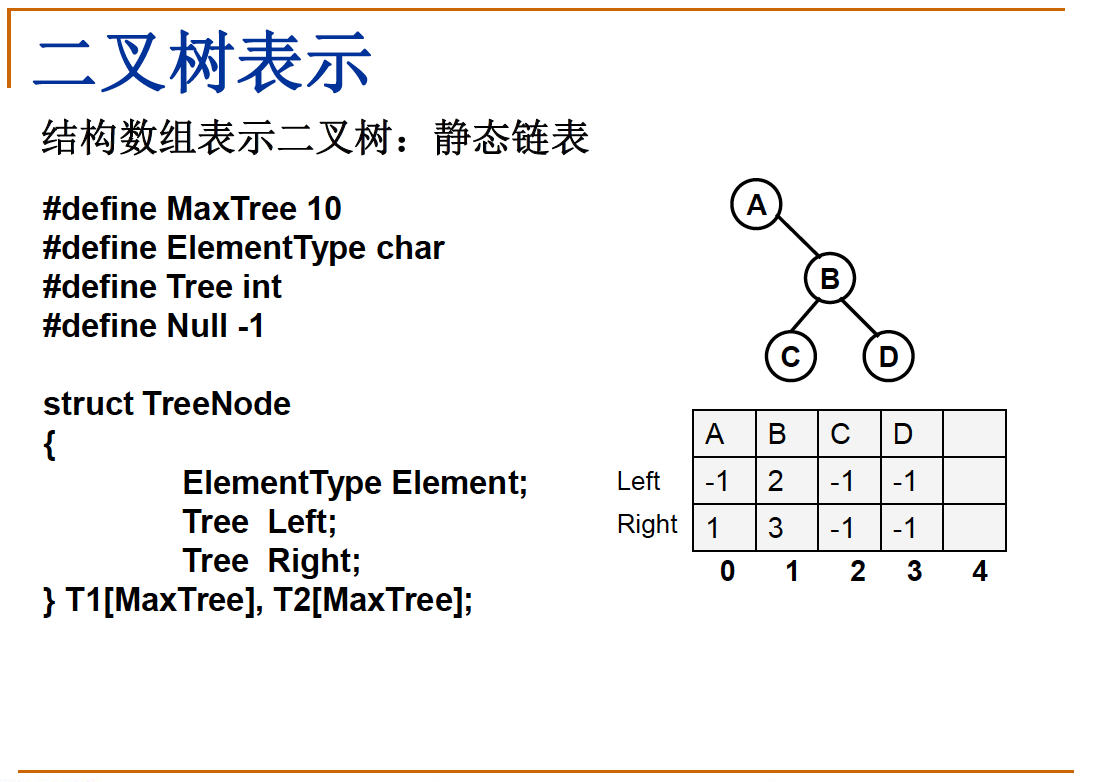 二叉树表示
结构数组表示二叉树：静态链表
#define MaxTree 10
#define ElementType char
#define Tree int
#define Null -1
struct TreeNode
{
ElementType Element;
Tree Left;
Tree Right;
} T1[MaxTree], T2[MaxTree];
A
B
C D
A B C D
Left -1 2 -1 -1
Right 1 3 -1 -1
0 1 2 3 4